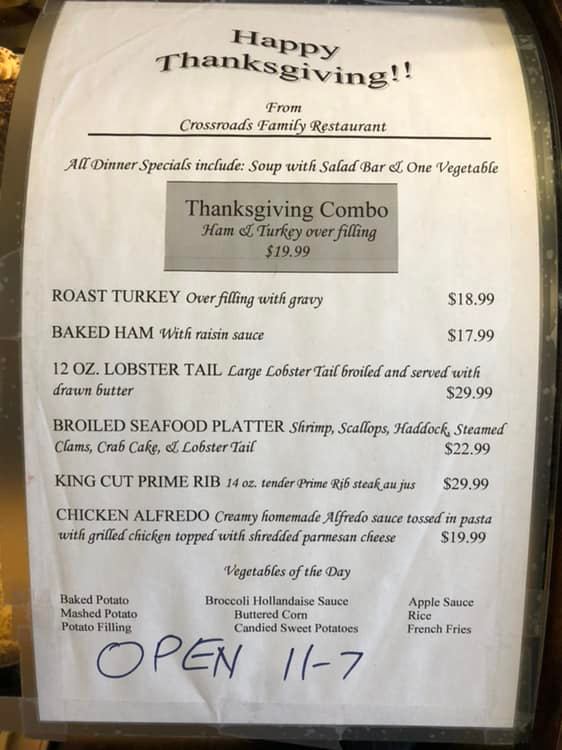 Happy
Thanksgiving!!
From
Crossroads Family Restaurant
All Dinner Specials include: Soup with Salad Bar & One Vegetable
Thanksgiving Combo
Ham & Turkey over filling
$19.99
ROAST TURKEY Over filling with gravy $18.99
BAKED HAM With raisin sauce $17.99
12 OZ. LOBSTER TAIL Large Lobster Tail broiled and served with
drawn butter $29.99
BROILED SEAFOOD PLATTER Shrimp, Scallops, Haddock, Steamed
Clams, Crab Cake, & Lobster Tail $22.99
KING CUT PRIME RIB 14 oz. tender Prime Rib steak au jus $29.99
CHICKEN ALFREDO Creamy homemade Alfredo sauce tossed in pasta
with grilled chicken topped with shredded parmesan cheese $19.99
Vegetables of the Day
Baked Potato Broccoli Hollandaise Sauce Apple Sauce
Mashed Potato Buttered Corn Rice
Potato Filling Candied Sweet Potatoes French Fries
OPEN 11-7